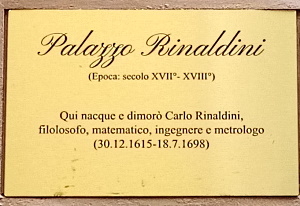 Palazzo Rinaldini
(Epoca: secolo XVII°- XVIII°)
Qui nacque e dimorò Carlo Rinaldini,
filolosofo, matematico, ingegnere e metrologo
(30.12.1615-18.7.1698)